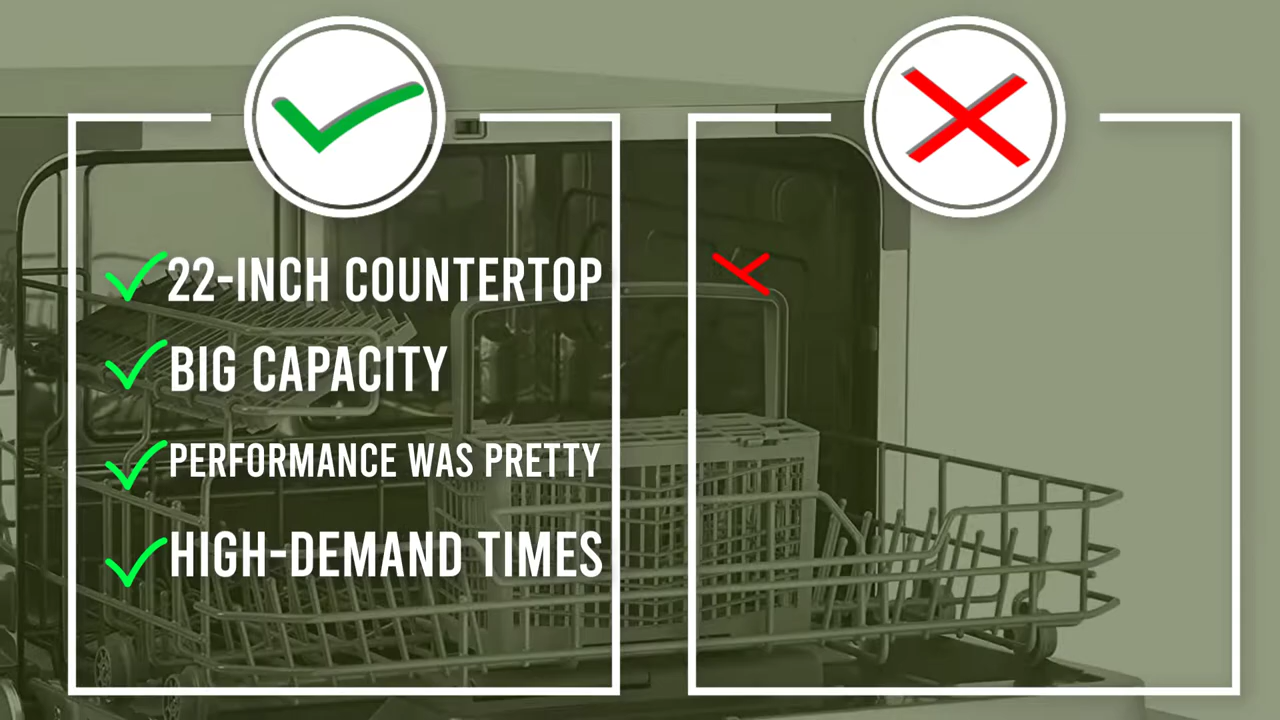 22-INCH COUNTERTOP
BIG CAPACITY
PERFORMANCE WAS PRETTY
HIGH-DEMAND TIMES